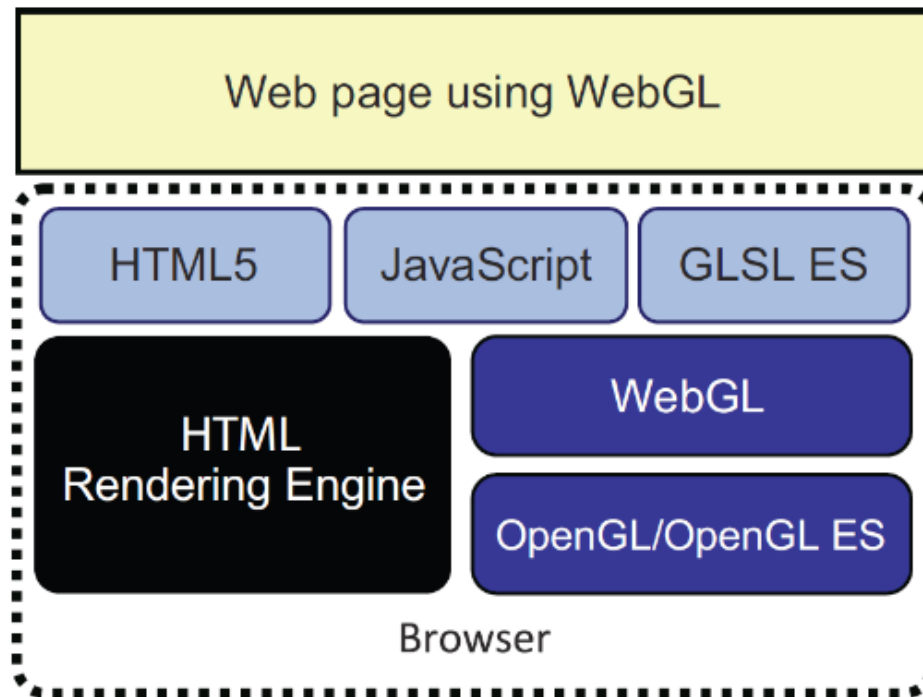 Web page using WebGL
HTML5
JavaScript
GLSL ES
HTML
Rendering Engine
WebGL
OpenGL/OpenGL ES
Browser